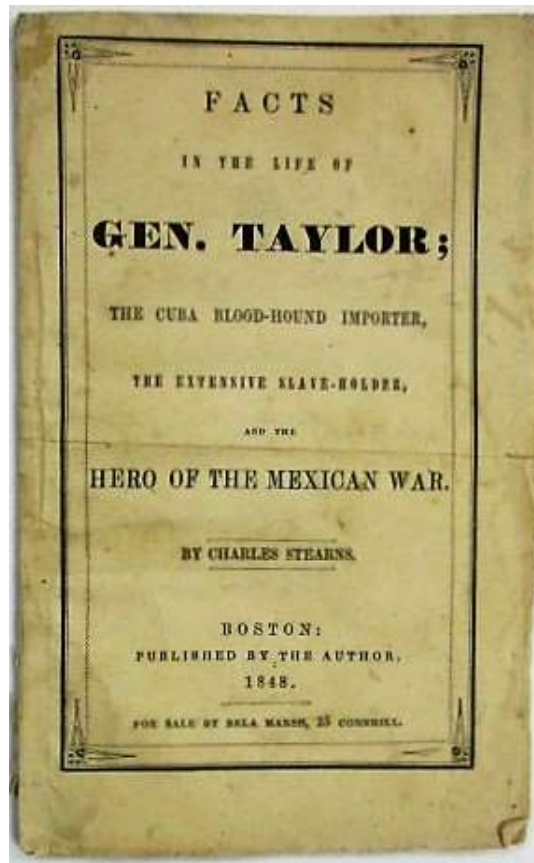 FACTS
IN THE LIFE OF
GEN. TAYLOR;
THE CUBA BLOOD-HOUND IMPORTER,
THE EXTENSIVE SLAVE-HOLDER,
AND THE
HERO OF THE MEXICAN WAR.
BY CHARLES STEARNS.
BOSTON:
PUBLISHED BY THE AUTHOR.
1848.
FOR SALE BY BELA MARSH, 25 CORNHILL.